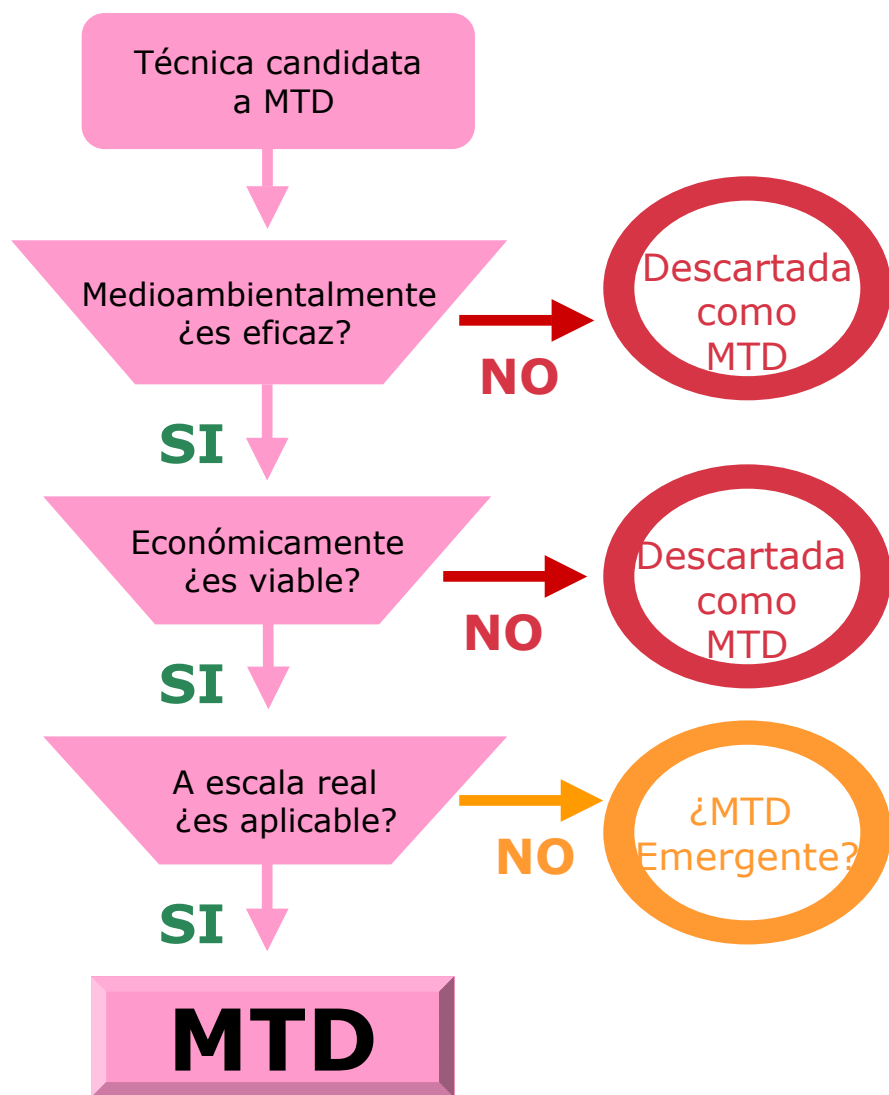 Técnica candidata
a MTD
Medioambientalmente
¿es eficaz?
NO
Descartada
como
MTD
SI
Económicamente
¿es viable?
NO
Descartada
como
MTD
SI
A escala real
¿es aplicable?
NO
¿MTD
Emergente?
SI
MTD